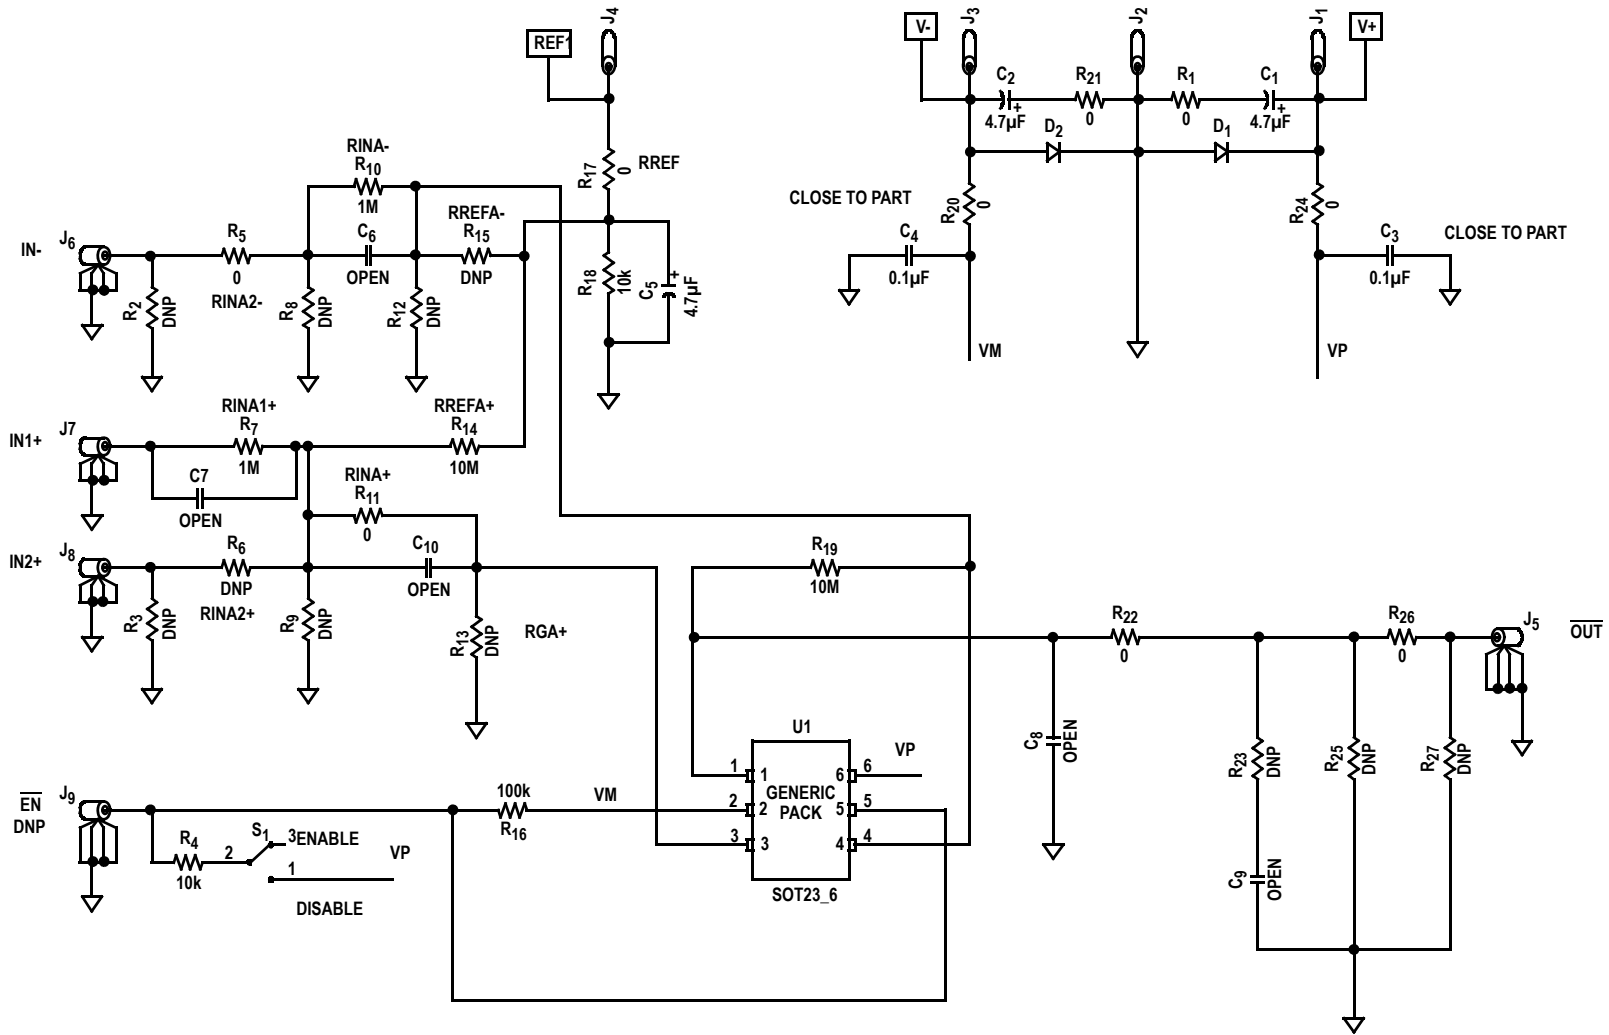 REF1
J4
V-
J3
J2
J1
V+
C2
4.7µF
R21
0
R1
0
C1
4.7µF
+
+
D2
D1
RINA-
R10
1M
R17
0
RREF
CLOSE TO PART
R20
0
R24
0
CLOSE TO PART
IN-
J6
R5
0
RINA2-
C6
OPEN
RREFA-
R15
DNP
C4
0.1µF
C3
0.1µF
R2
DNP
R8
DNP
R12
DNP
R18
10k
C5
+
4.7µF
VM
VP
IN1+
J7
RINA1+
R7
1M
RREFA+
R14
10M
C7
OPEN
RINA+
R11
0
IN2+
J8
R6
DNP
RINA2+
C10
OPEN
R19
10M
R3
DNP
R9
DNP
R13
DNP
RGA+
R22
0
R26
0
J5
OUT
U1
VP
C8
OPEN
R23
DNP
R25
DNP
R27
DNP
1 1 6 6
GENERIC
2 2 5 5
PACK
3 3 4 4
SOT23_6
EN
DNP
J9
100k
R16
VM
R4
10k
S1
2
3
ENABLE
1
VP
DISABLE
C9
OPEN